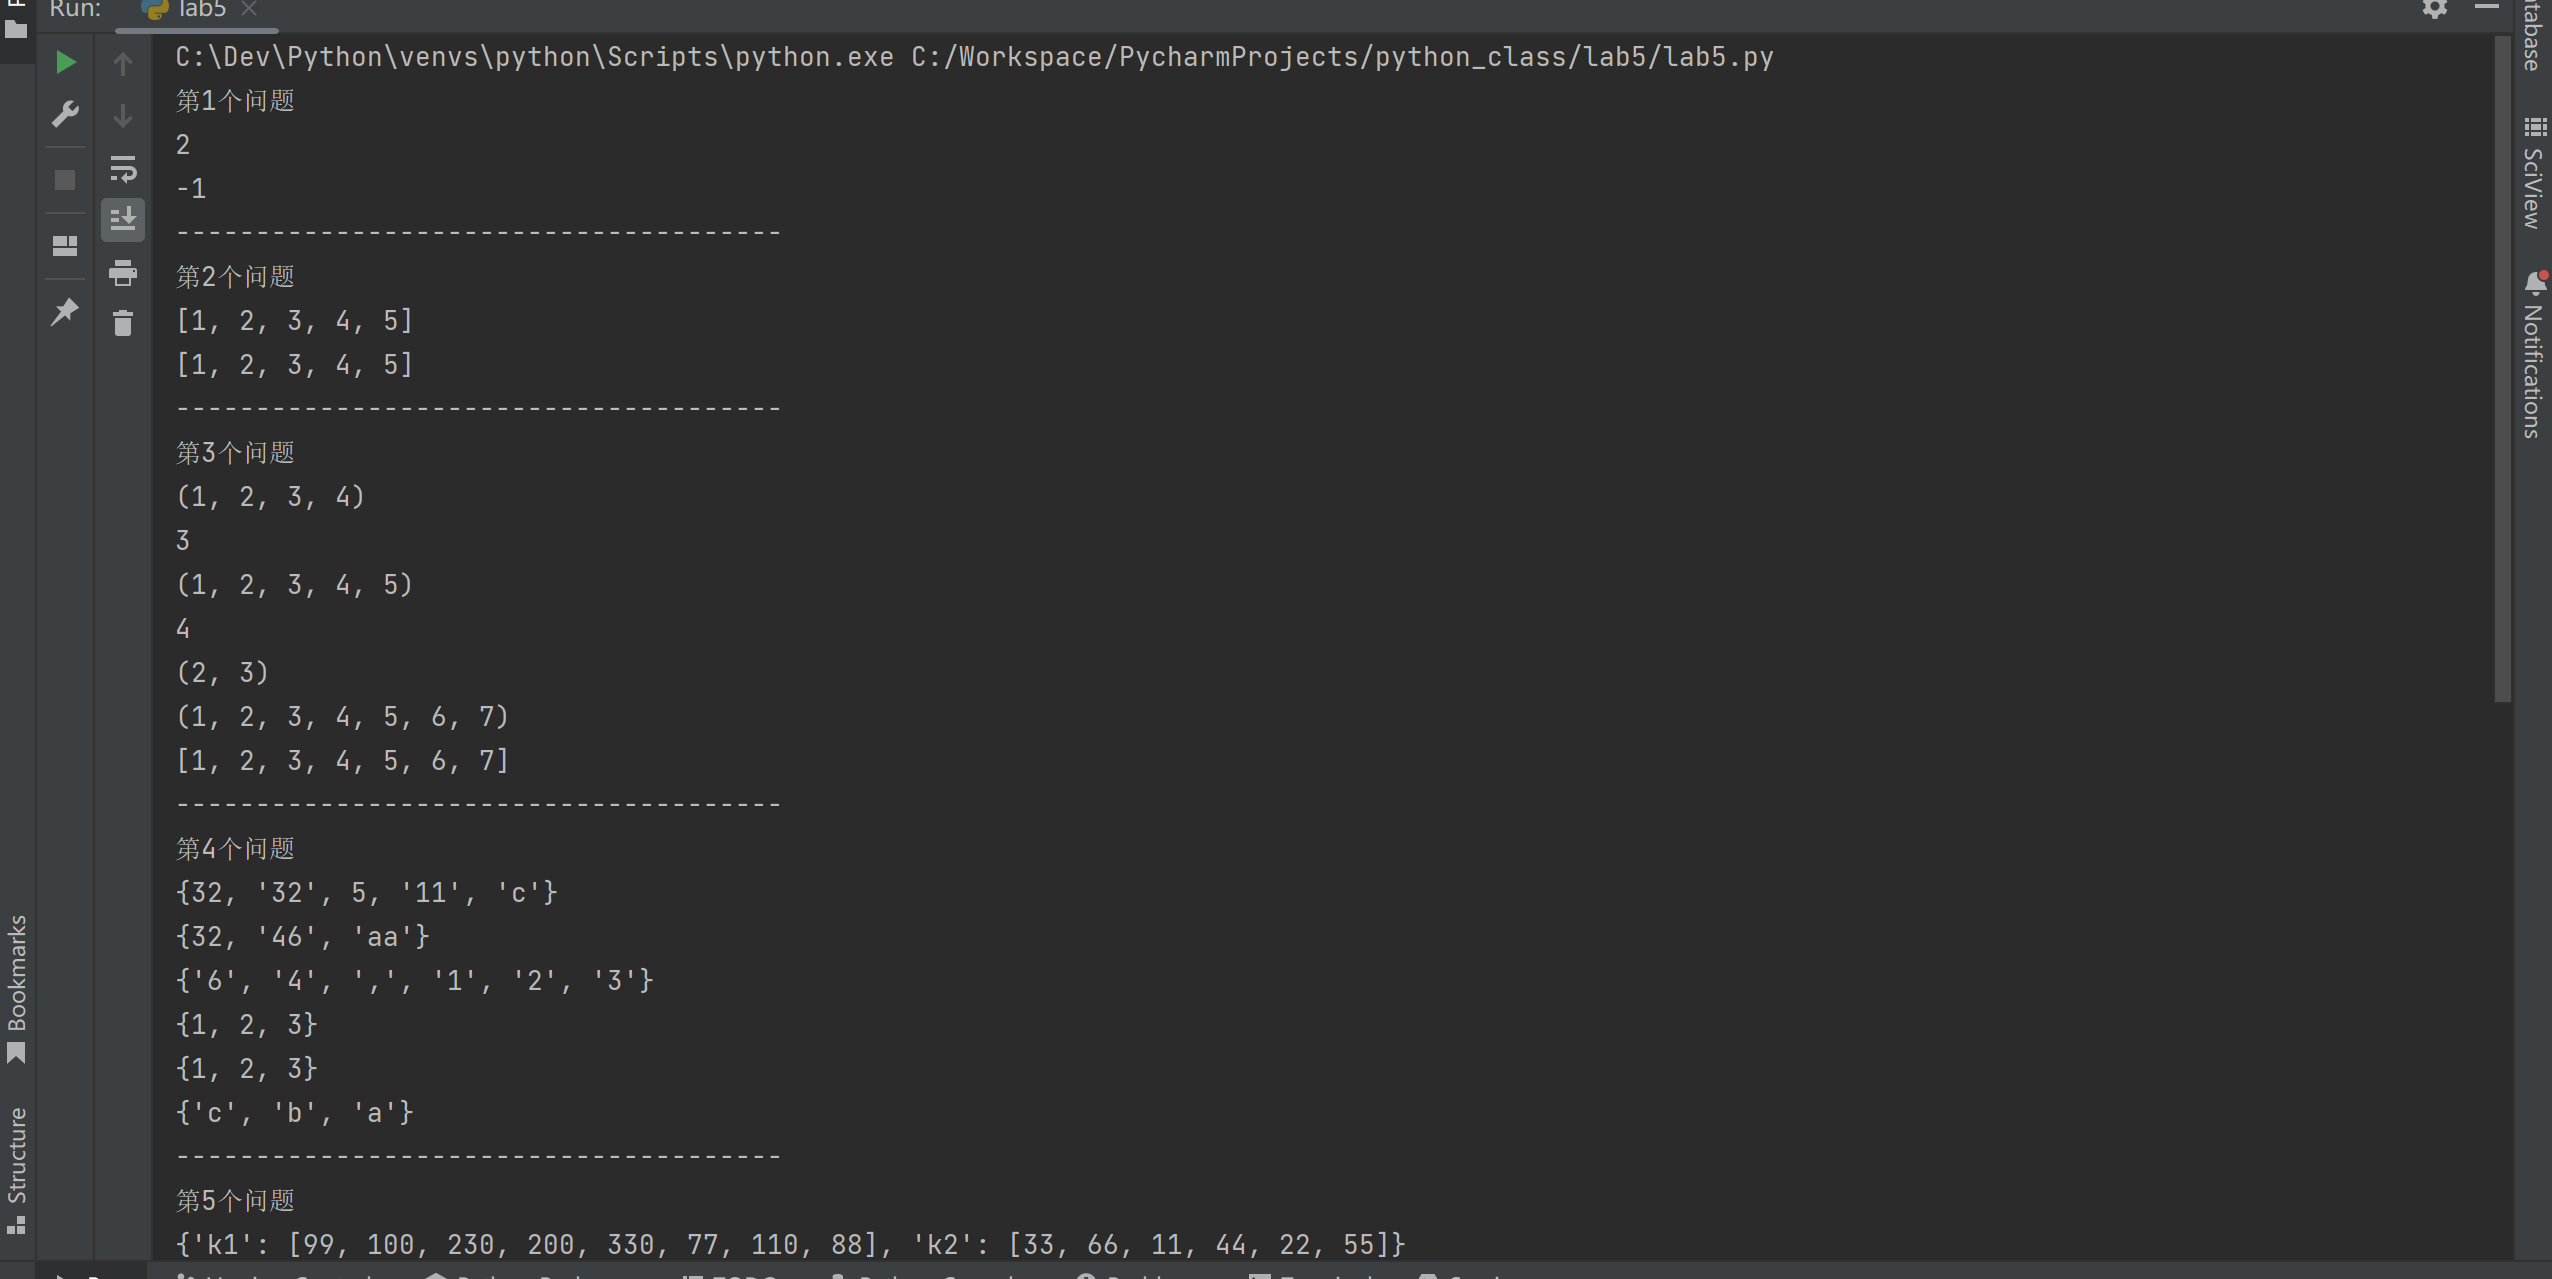 Run: lab5
C:\Dev\Python\venvs\python\Scripts\python.exe C:/Workspace/PycharmProjects/python_class/lab5/lab5.py
第1个问题
2
-1
--------------------------------------
第2个问题
[1, 2, 3, 4, 5]
[1, 2, 3, 4, 5]
--------------------------------------
第3个问题
(1, 2, 3, 4)
3
(1, 2, 3, 4, 5)
4
(2, 3)
(1, 2, 3, 4, 5, 6, 7)
[1, 2, 3, 4, 5, 6, 7]
--------------------------------------
第4个问题
{32, '32', 5, '11', 'c'}
{32, '46', 'aa'}
{'6', '4', ',', '1', '2', '3'}
{1, 2, 3}
{1, 2, 3}
{'c', 'b', 'a'}
--------------------------------------
第5个问题
{'k1': [99, 100, 230, 200, 330, 77, 110, 88], 'k2': [33, 66, 11, 44, 22, 55]}
Bookmarks
Structure
SciView
Notifications